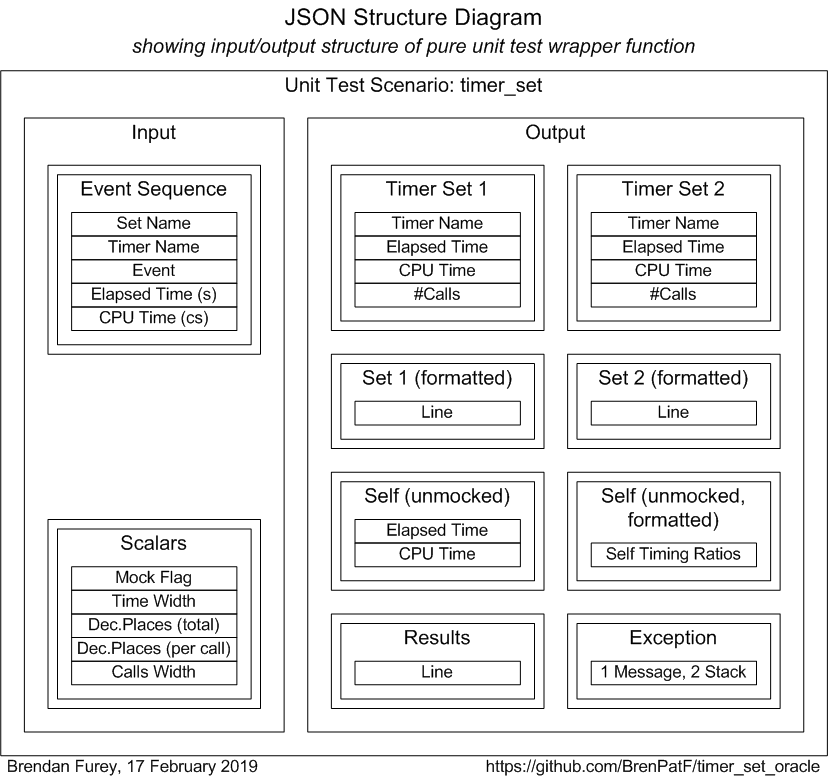 JSON Structure Diagram
showing input/output structure of pure unit test wrapper function
Unit Test Scenario: timer_set
Input
Event Sequence
Set Name
Timer Name
Event
Elapsed Time (s)
CPU Time (cs)
Scalars
Mock Flag
Time Width
Dec.Places (total)
Dec.Places (per call)
Calls Width
Output
Timer Set 1
Timer Name
Elapsed Time
CPU Time
#Calls
Timer Set 2
Timer Name
Elapsed Time
CPU Time
#Calls
Set 1 (formatted)
Line
Set 2 (formatted)
Line
Self (unmocked)
Elapsed Time
CPU Time
Self (unmocked,
formatted)
Self Timing Ratios
Results
Line
Exception
1 Message, 2 Stack
Brendan Furey, 17 February 2019
https://github.com/BrenPatF/timer_set_oracle